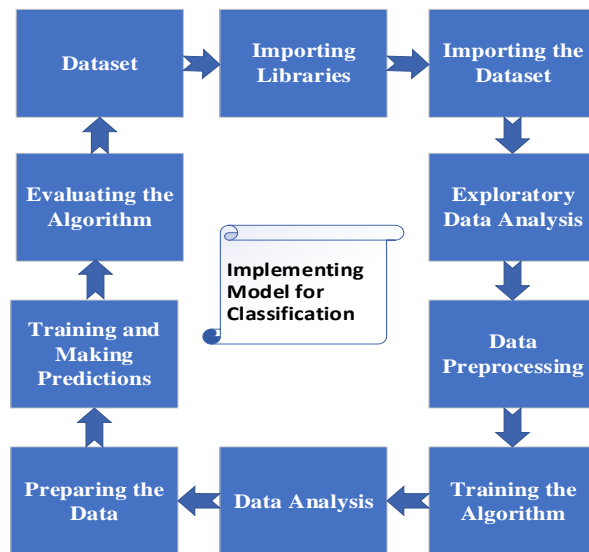 Dataset
Importing
Libraries
Importing the
Dataset
Exploratory
Data Analysis
Data
Preprocessing
Training the
Algorithm
Data Analysis
Preparing the
Data
Training and
Making
Predictions
Evaluating the
Algorithm
Implementing
Model for
Classification